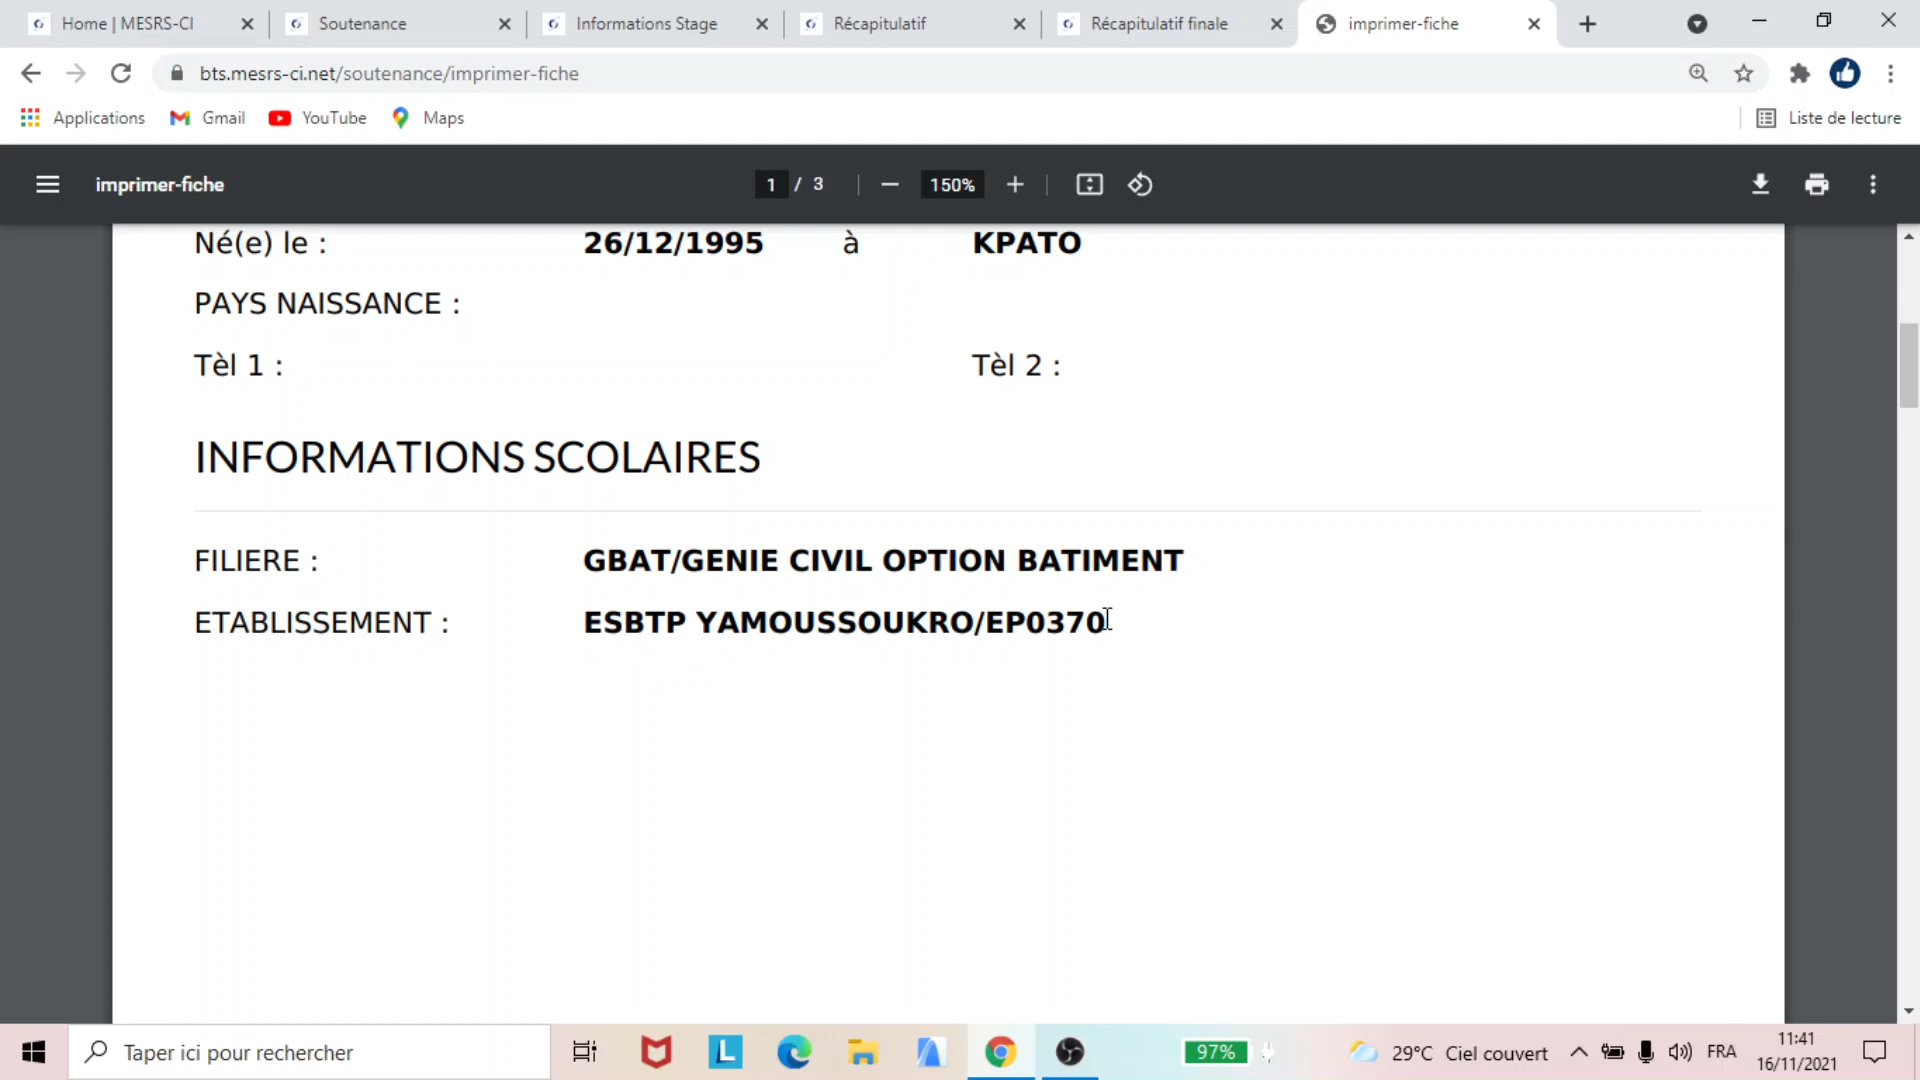 Home | MESRS-CI
Soutenance
Informations Stage
Récapitulatif
Récapitulatif finale
imprimer-fiche
bts.mesrs-ci.net/soutenance/imprimer-fiche
Applications
Gmail
YouTube
Maps
Liste de lecture
imprimer-fiche
1 / 3
150%
Né(e) le : 26/12/1995 à KPATO
PAYS NAISSANCE :
Tèl 1 : Tèl 2 :
INFORMATIONS SCOLAIRES
FILIERE : GBAT/GENIE CIVIL OPTION BATIMENT
ETABLISSEMENT : ESBTP YAMOUSSOUKRO/EP0370
Taper ici pour rechercher
L
97%
29°C Ciel couvert
FRA
11:41
16/11/2021